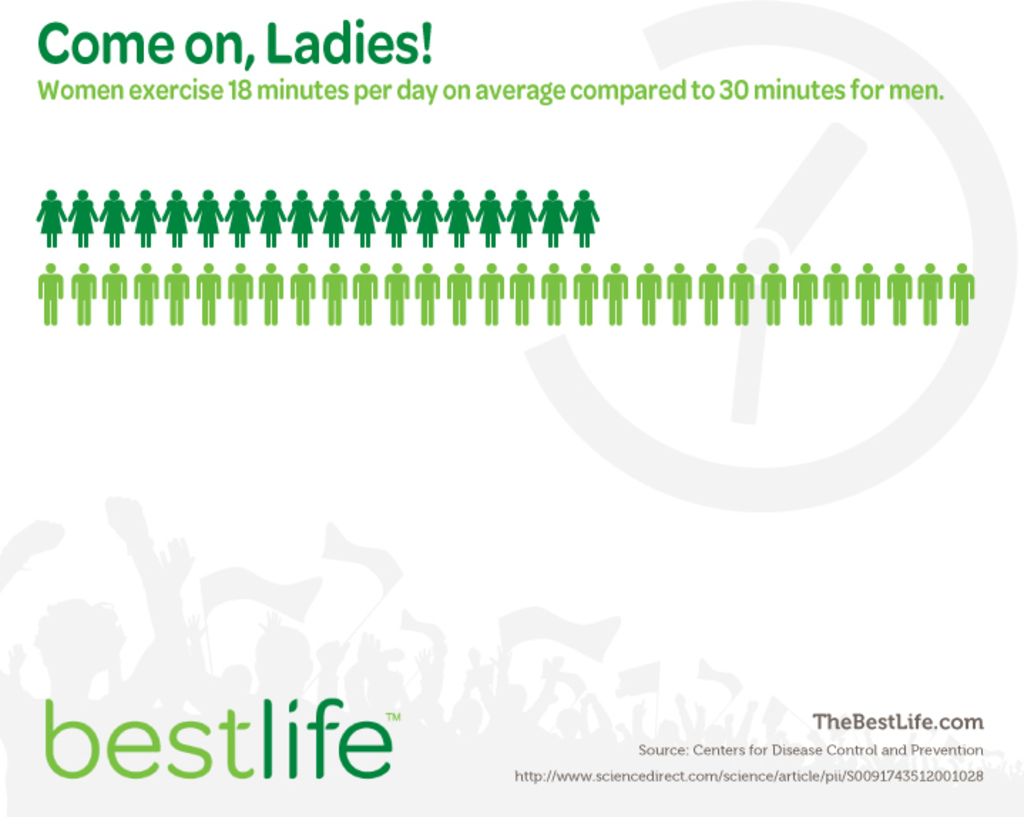 Come on, Ladies!
Women exercise 18 minutes per day on average compared to 30 minutes for men.
bestlife™
TheBestLife.com
Source: Centers for Disease Control and Prevention
http://www.sciencedirect.com/science/article/pii/S0091743512001028